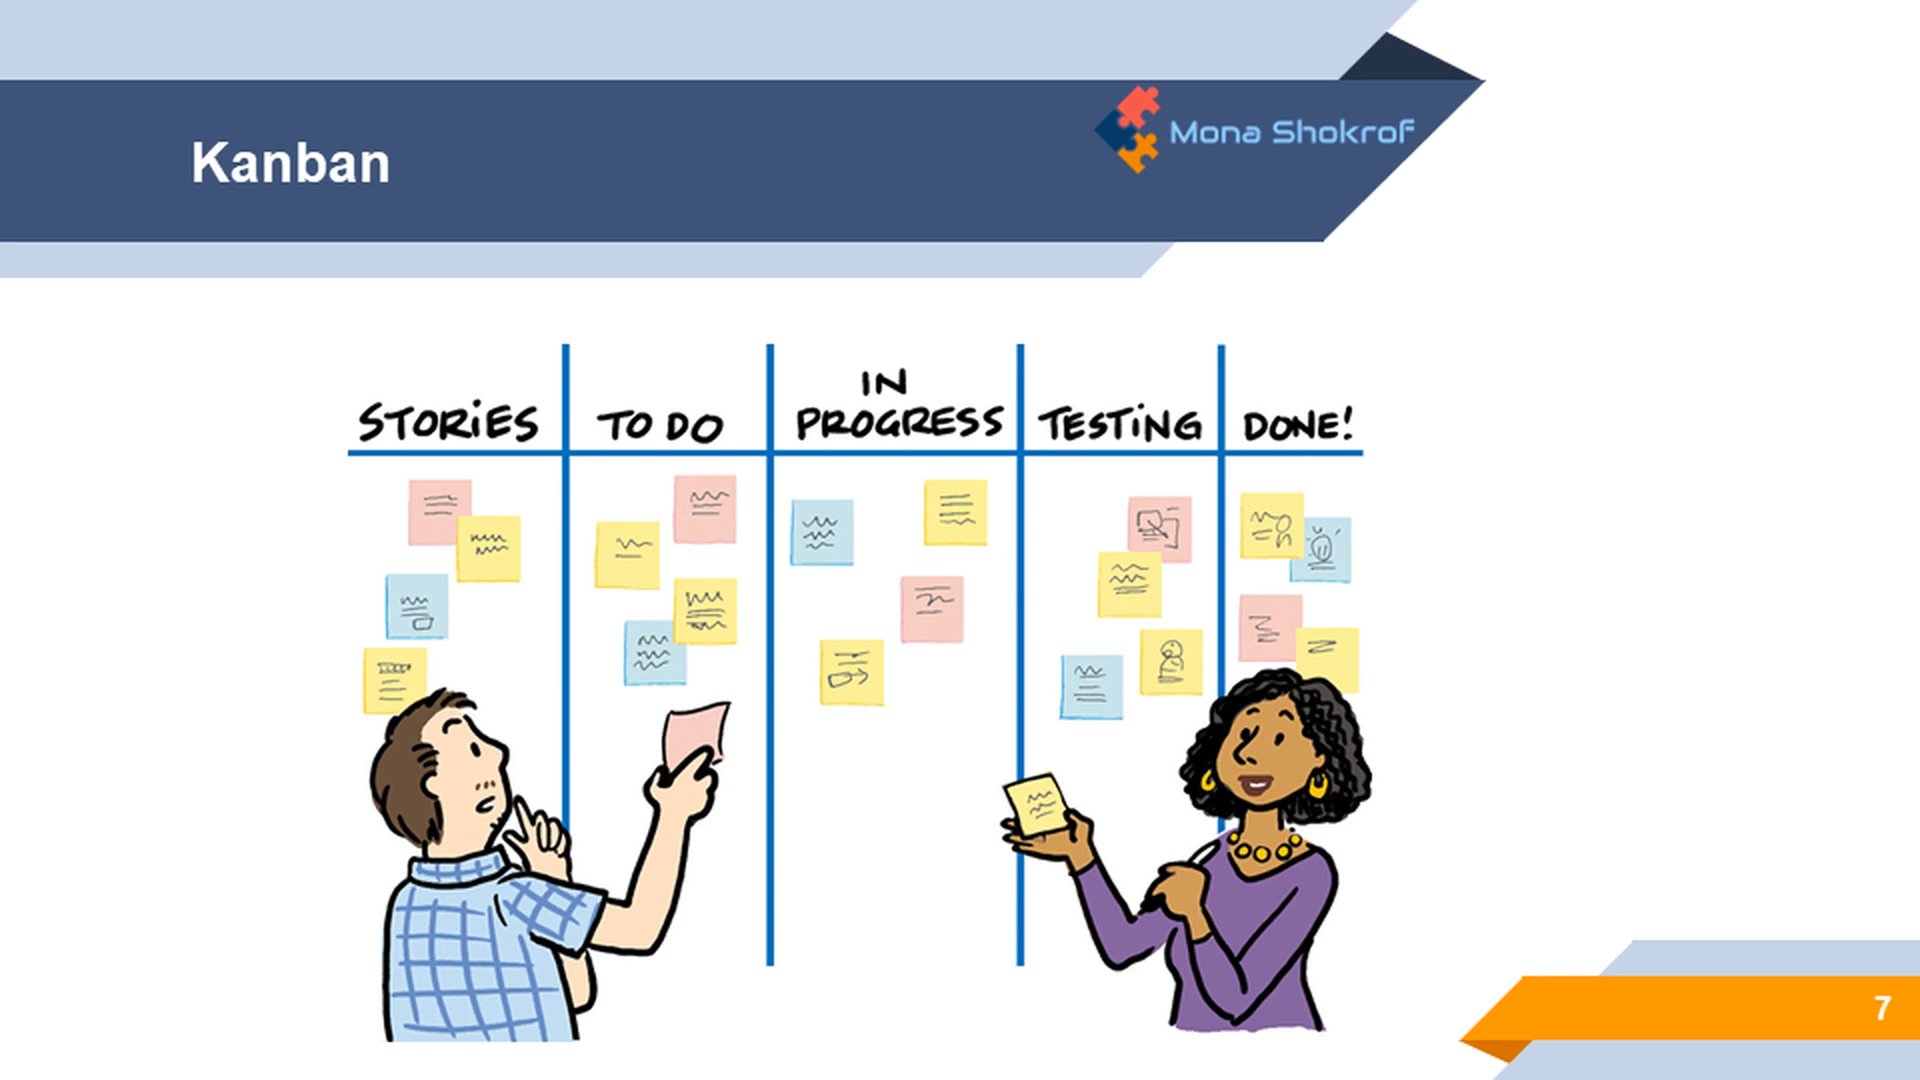 Kanban
Mona Shokrof
STORIES
TO DO
IN
PROGRESS
TESTING
DONE!
7